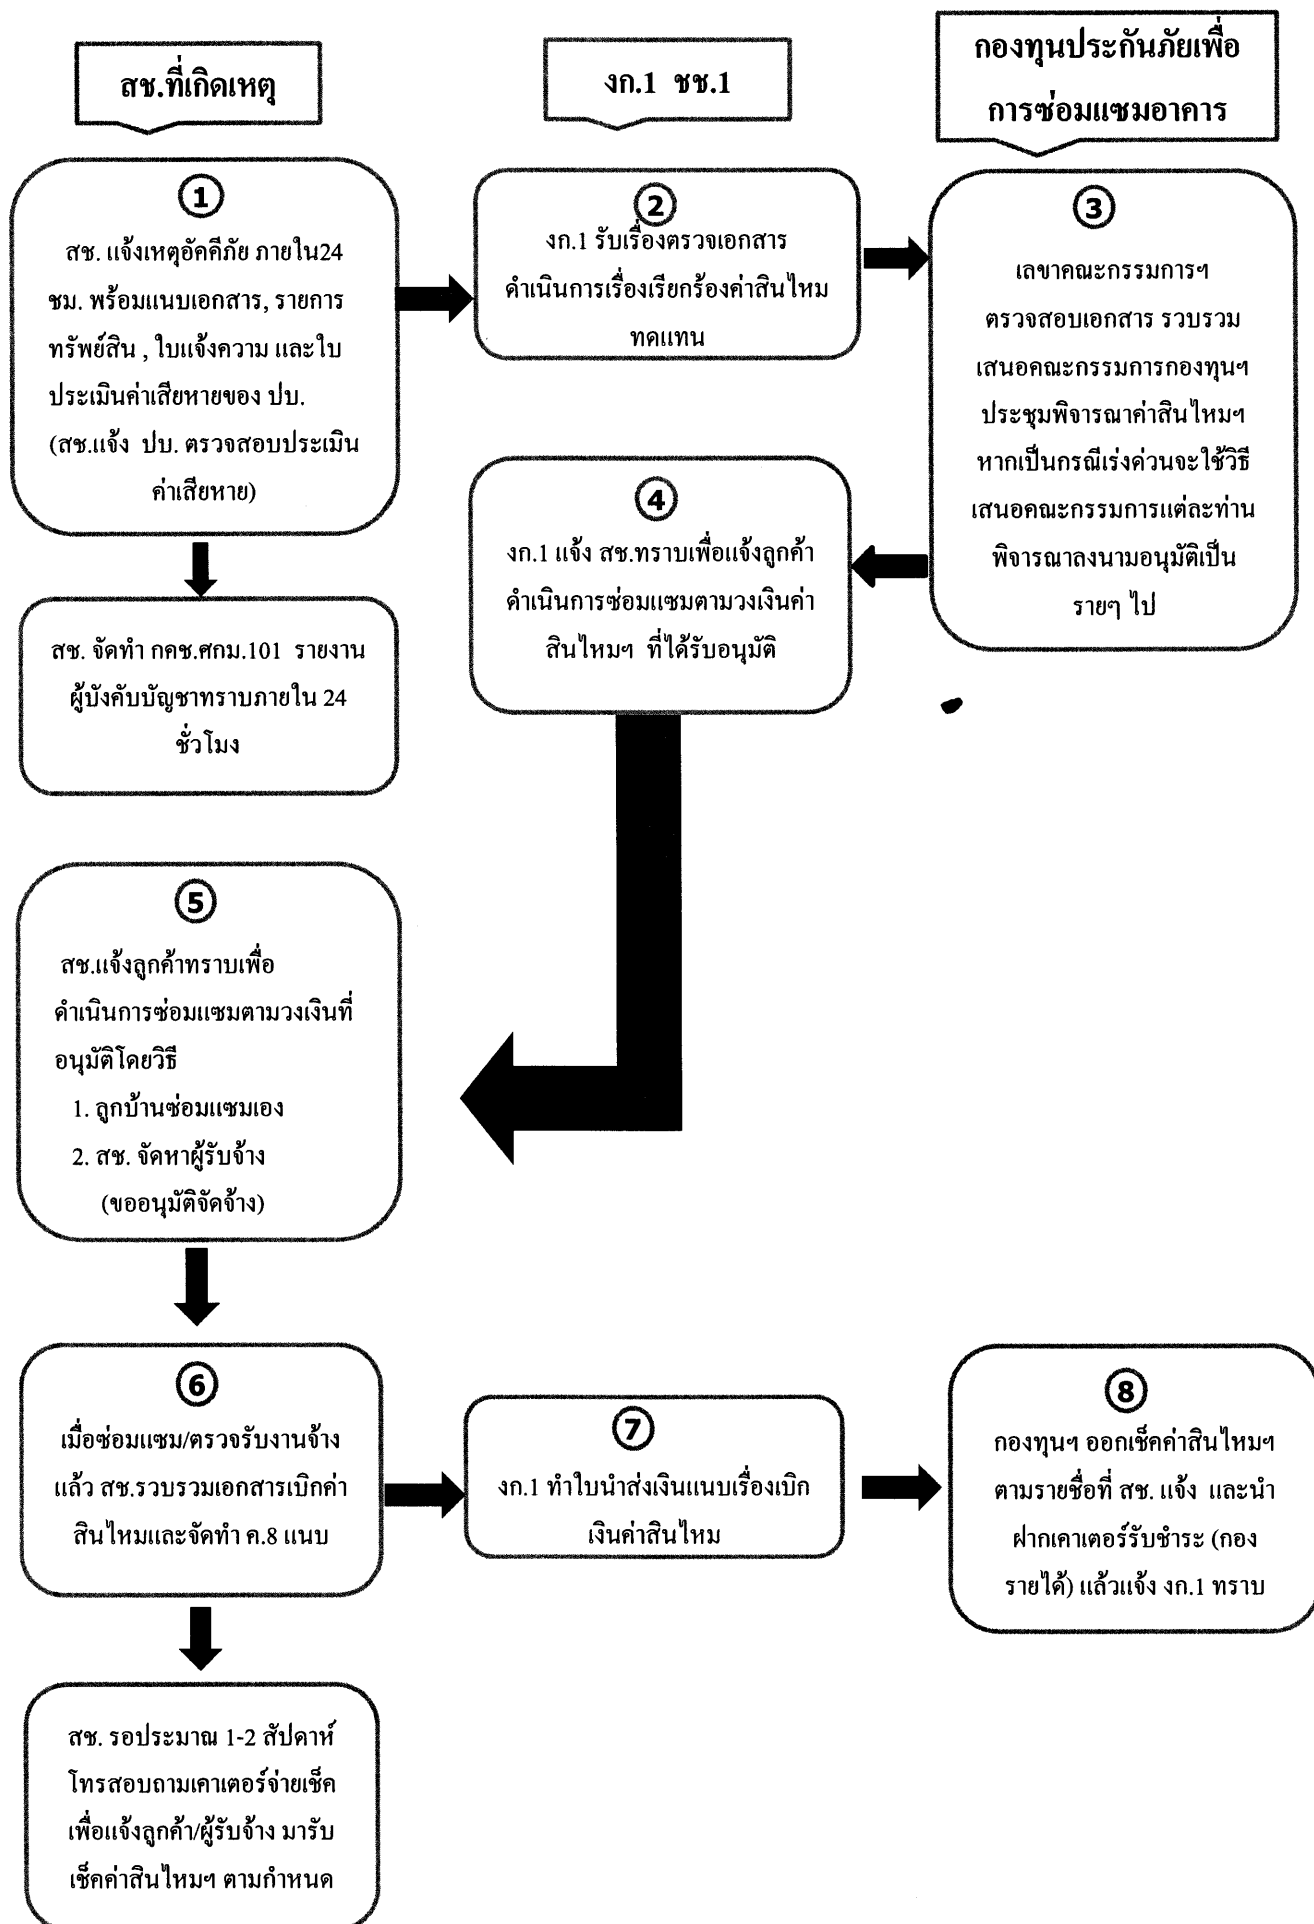 สช.ที่เกิดเหตุ
งก.1 ชช.1
กองทุนประกันภัยเพื่อ
การซ่อมแซมอาคาร
1
สช. แจ้งเหตุอัคคีภัย ภายใน24
ชม. พร้อมแนบเอกสาร, รายการ
ทรัพย์สิน , ใบแจ้งความ และใบ
ประเมินค่าเสียหายของ ปบ.
(สช.แจ้ง ปบ. ตรวจสอบประเมิน
ค่าเสียหาย)
2
งก.1 รับเรื่องตรวจเอกสาร
ดำเนินการเรื่องเรียกร้องค่าสินไหม
ทดแทน
3
เลขาคณะกรรมการฯ
ตรวจสอบเอกสาร รวบรวม
เสนอคณะกรรมการกองทุนฯ
ประชุมพิจารณาค่าสินไหมฯ
หากเป็นกรณีเร่งด่วนจะใช้วิธี
เสนอคณะกรรมการแต่ละท่าน
พิจารณาลงนามอนุมัติเป็น
รายๆ ไป
สช. จัดทำ กคช.ศกม.101 รายงาน
ผู้บังคับบัญชาทราบภายใน 24
ชั่วโมง
4
งก.1 แจ้ง สช.ทราบเพื่อแจ้งลูกค้า
ดำเนินการซ่อมแซมตามวงเงินค่า
สินไหมฯ ที่ได้รับอนุมัติ
5
สช.แจ้งลูกค้าทราบเพื่อ
ดำเนินการซ่อมแซมตามวงเงินที่
อนุมัติโดยวิธี
1. ลูกบ้านซ่อมแซมเอง
2. สช. จัดหาผู้รับจ้าง
(ขออนุมัติจัดจ้าง)
6
เมื่อซ่อมแซม/ตรวจรับงานจ้าง
แล้ว สช.รวบรวมเอกสารเบิกค่า
สินไหมและจัดทำ ค.8 แนบ
7
งก.1 ทำใบนำส่งเงินแนบเรื่องเบิก
เงินค่าสินไหม
8
กองทุนฯ ออกเช็คค่าสินไหมฯ
ตามรายชื่อที่ สช. แจ้ง และนำ
ฝากเคาเตอร์รับชำระ (กอง
รายได้) แล้วแจ้ง งก.1 ทราบ
สช. รอประมาณ 1-2 สัปดาห์
โทรสอบถามเคาเตอร์จ่ายเช็ค
เพื่อแจ้งลูกค้า/ผู้รับจ้าง มารับ
เช็คค่าสินไหมฯ ตามกำหนด